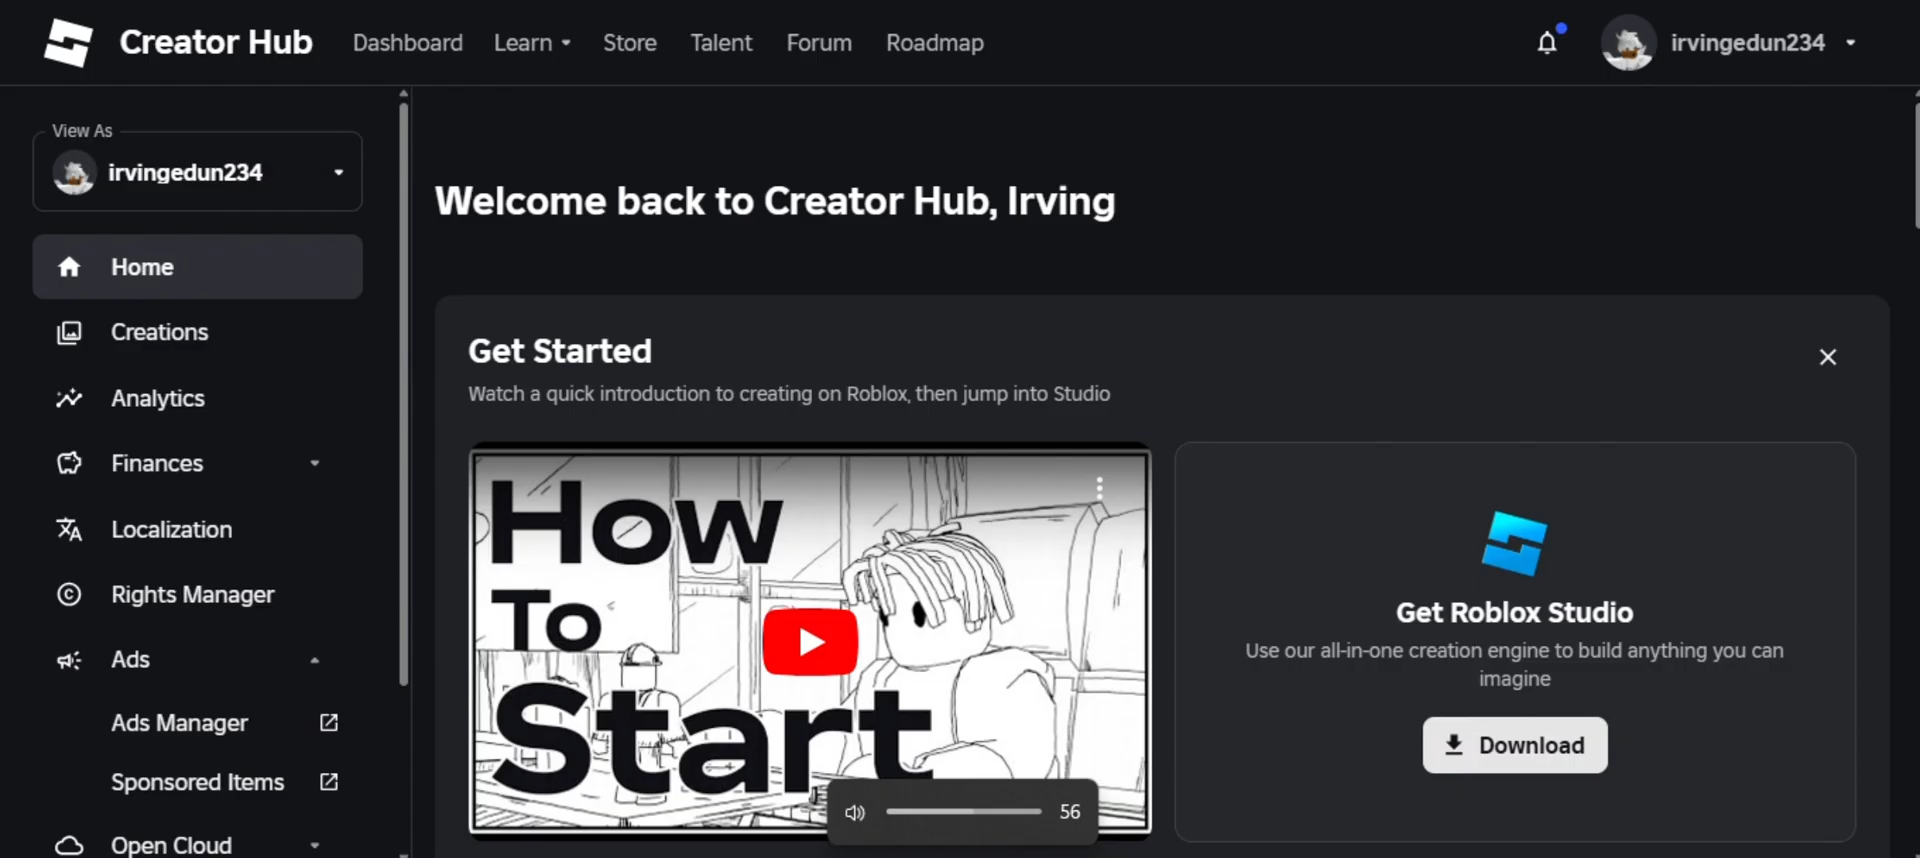 Creator Hub
Dashboard
Learn
Store
Talent
Forum
Roadmap
irvingedun234
View As
irvingedun234
Home
Creations
Analytics
Finances
Localization
Rights Manager
Ads
Ads Manager
Sponsored Items
Open Cloud
Welcome back to Creator Hub, Irving
Get Started
Watch a quick introduction to creating on Roblox, then jump into Studio
How
To
Start
56
Get Roblox Studio
Use our all-in-one creation engine to build anything you can
imagine
Download